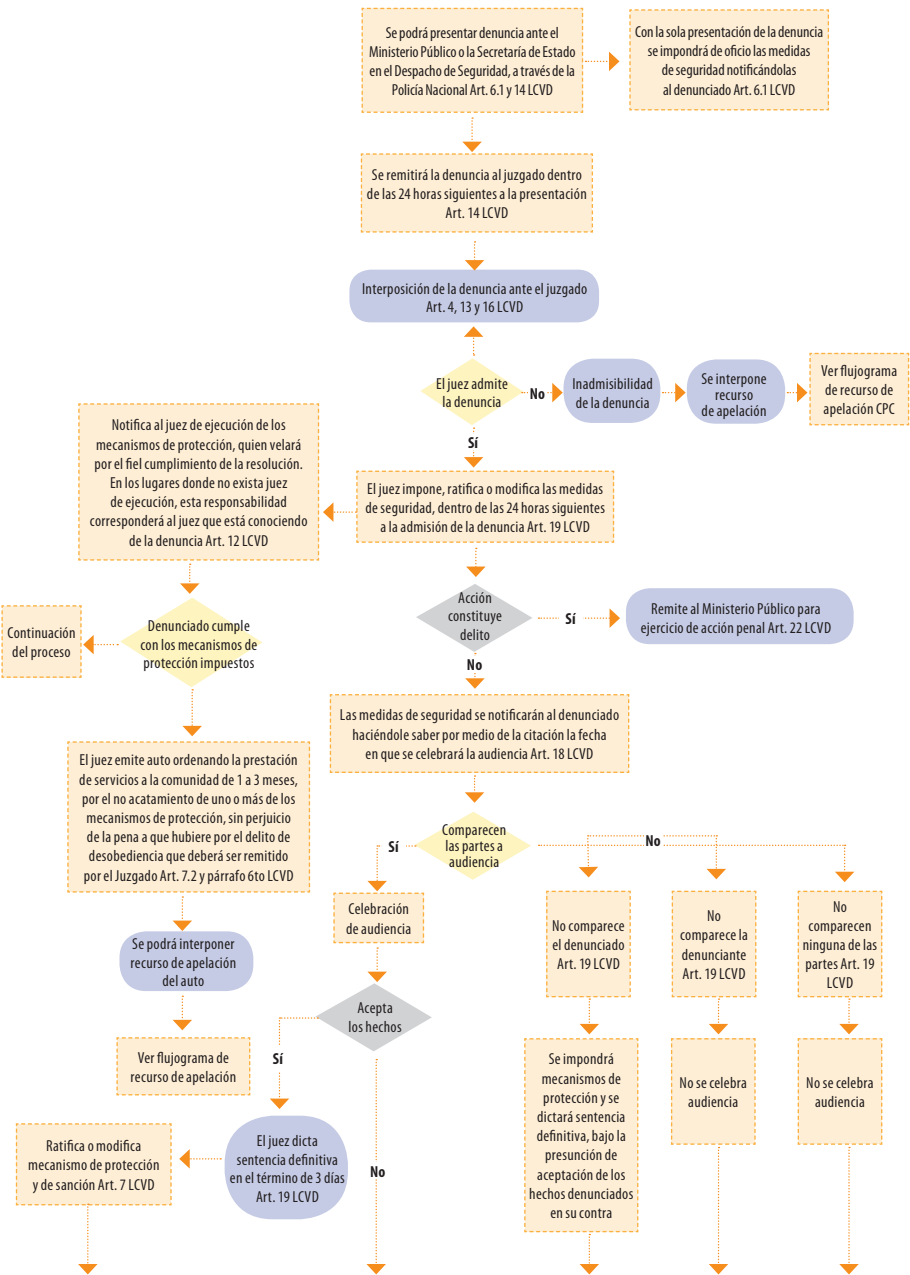 Se podrá presentar denuncia ante el
Ministerio Público o la Secretaría de Estado
en el Despacho de Seguridad, a través de la
Policía Nacional Art. 6.1 y 14 LCVD
Con la sola presentación de la denuncia
se impondrá de oficio las medidas
de seguridad notificándolas
al denunciado Art. 6.1 LCVD
Se remitirá la denuncia al juzgado dentro
de las 24 horas siguientes a la presentación
Art. 14 LCVD
Interposición de la denuncia ante el juzgado
Art. 4, 13 y 16 LCVD
El juez admite
la denuncia
No
Inadmisibilidad
de la denuncia
Se interpone
recurso
de apelación
Ver flujograma
de recurso de
apelación CPC
Sí
Notifica al juez de ejecución de los
mecanismos de protección, quien velará
por el fiel cumplimiento de la resolución.
En los lugares donde no exista juez
de ejecución, esta responsabilidad
corresponderá al juez que está conociendo
de la denuncia Art. 12 LCVD
El juez impone, ratifica o modifica las medidas
de seguridad, dentro de las 24 horas siguientes
a la admisión de la denuncia Art. 19 LCVD
Acción
constituye
delito
Sí
Remite al Ministerio Público para
ejercicio de acción penal Art. 22 LCVD
No
Continuación
del proceso
Denunciado cumple
con los mecanismos de
protección impuestos
Las medidas de seguridad se notificarán al denunciado
haciéndole saber por medio de la citación la fecha
en que se celebrará la audiencia Art. 18 LCVD
El juez emite auto ordenando la prestación
de servicios a la comunidad de 1 a 3 meses,
por el no acatamiento de uno o más de los
mecanismos de protección, sin perjuicio
de la pena a que hubiere por el delito de
desobediencia que deberá ser remitido
por el Juzgado Art. 7.2 y párrafo 6to LCVD
Comparecen
las partes a
audiencia
Sí
No
Celebración
de audiencia
No comparece
el denunciado
Art. 19 LCVD
No
comparece la
denunciante
Art. 19 LCVD
No
comparecen
ninguna de las
partes Art. 19
LCVD
Se podrá interponer
recurso de apelación
del auto
Acepta
los hechos
Ver flujograma de
recurso de apelación
Sí
Se impondrá
mecanismos de
protección y se
dictará sentencia
definitiva, bajo la
presunción de
aceptación de los
hechos denunciados
en su contra
No se celebra
audiencia
No se celebra
audiencia
Ratifica o modifica
mecanismo de protección
y de sanción Art. 7 LCVD
El juez dicta
sentencia definitiva
en el término de 3 días
Art. 19 LCVD
No